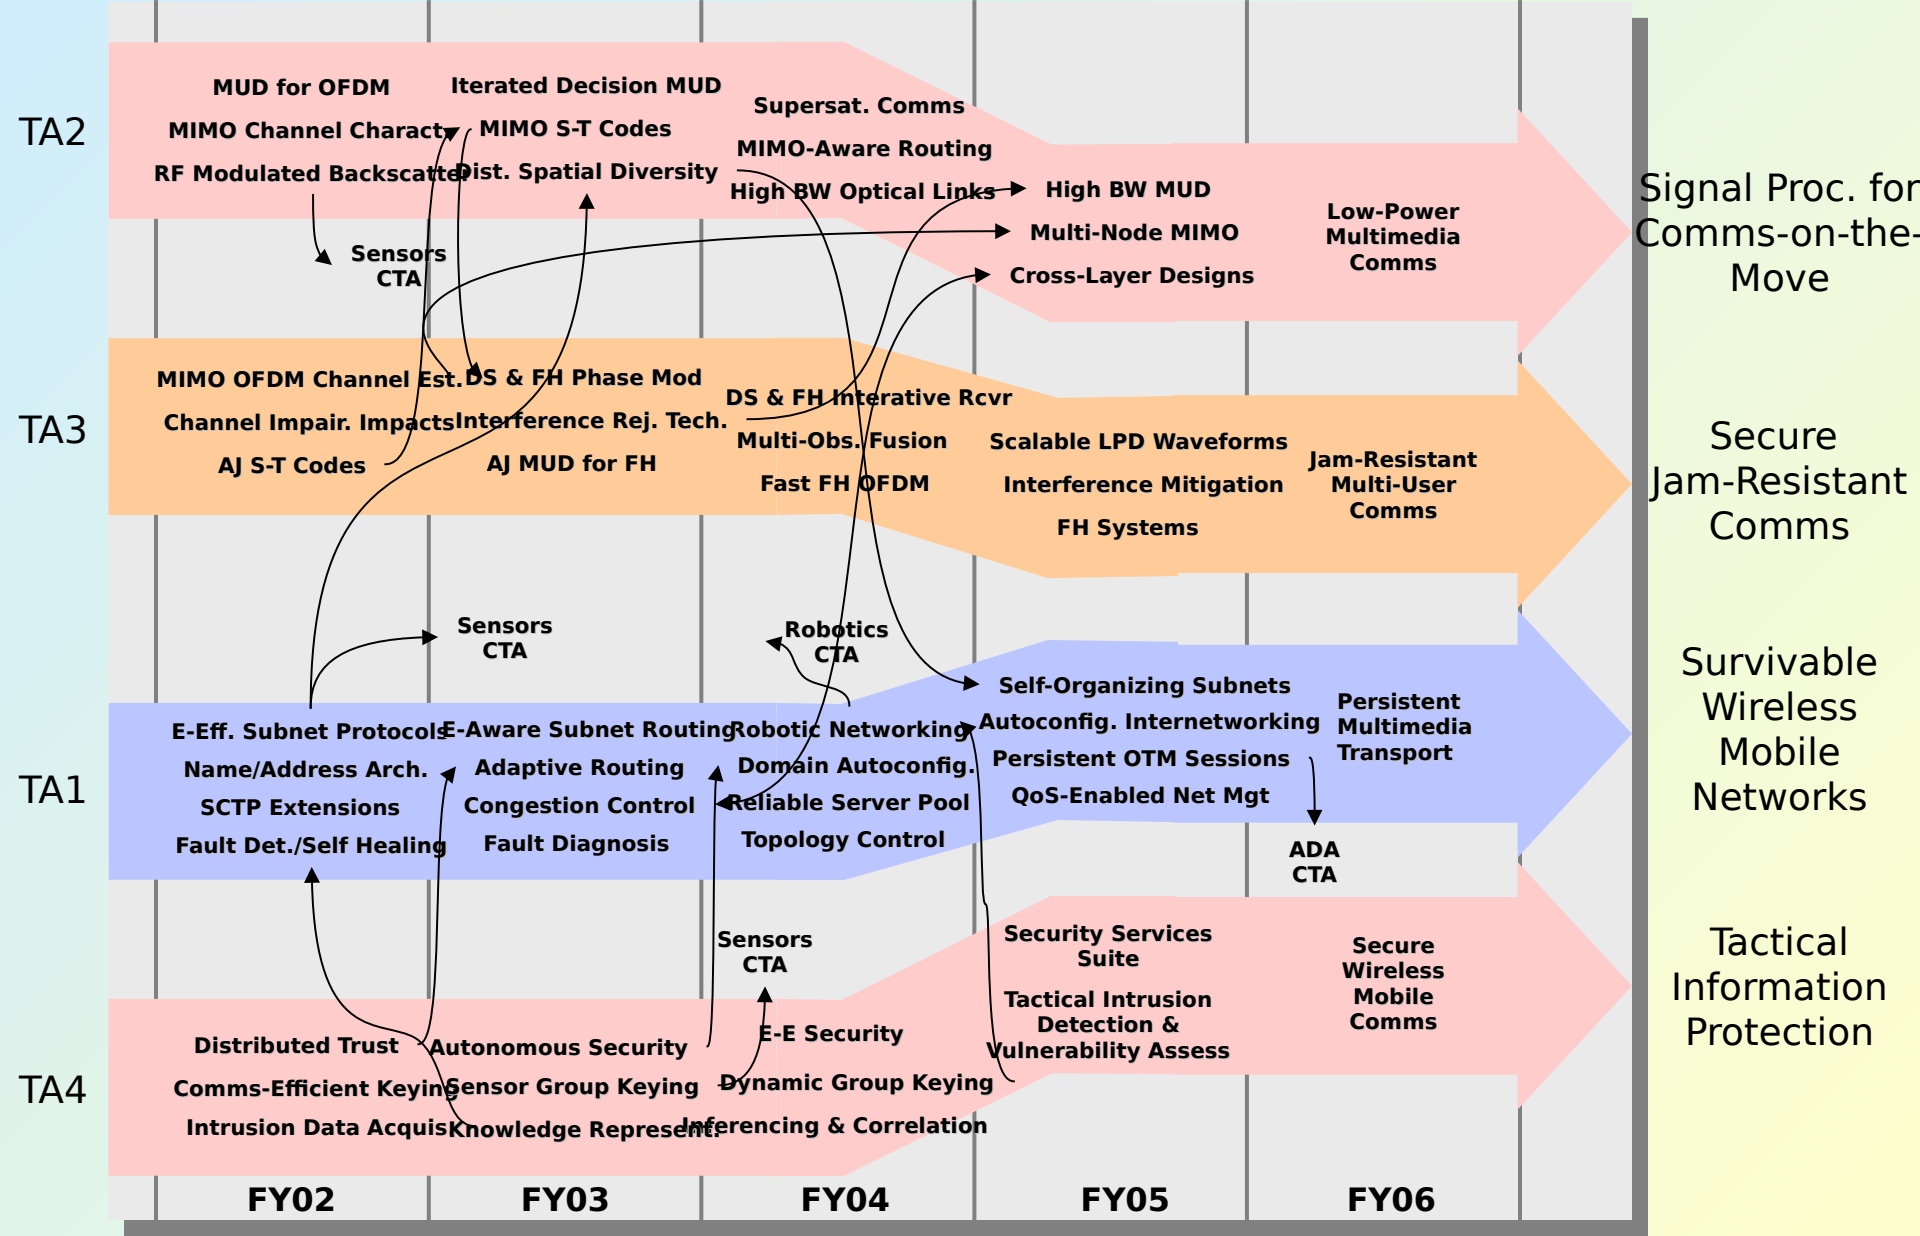 TA2
MUD for OFDM
MIMO Channel Charact.
RF Modulated Backscatter
Sensors
CTA
Iterated Decision MUD
MIMO S-T Codes
Dist. Spatial Diversity
Supersat. Comms
MIMO-Aware Routing
High BW Optical Links
High BW MUD
Multi-Node MIMO
Cross-Layer Designs
Low-Power
Multimedia
Comms
Signal Proc. for
Comms-on-the-
Move
TA3
MIMO OFDM Channel Est.
Channel Impair. Impacts
AJ S-T Codes
DS & FH Phase Mod
Interference Rej. Tech.
AJ MUD for FH
DS & FH Interative Rcvr
Multi-Obs. Fusion
Fast FH OFDM
Scalable LPD Waveforms
Interference Mitigation
FH Systems
Jam-Resistant
Multi-User
Comms
Secure
Jam-Resistant
Comms
Sensors
CTA
Robotics
CTA
TA1
E-Eff. Subnet Protocols
Name/Address Arch.
SCTP Extensions
Fault Det./Self Healing
E-Aware Subnet Routing
Adaptive Routing
Congestion Control
Fault Diagnosis
Robotic Networking
Domain Autoconfig.
Reliable Server Pool
Topology Control
Self-Organizing Subnets
Autoconfig. Internetworking
Persistent OTM Sessions
QoS-Enabled Net Mgt
Persistent
Multimedia
Transport
ADA
CTA
Survivable
Wireless
Mobile
Networks
TA4
Distributed Trust
Comms-Efficient Keying
Intrusion Data Acquis.
Autonomous Security
Sensor Group Keying
Knowledge Represent.
Sensors
CTA
E-E Security
Dynamic Group Keying
Inferencing & Correlation
Security Services
Suite
Tactical Intrusion
Detection &
Vulnerability Assess
Secure
Wireless
Mobile
Comms
Tactical
Information
Protection
FY02
FY03
FY04
FY05
FY06